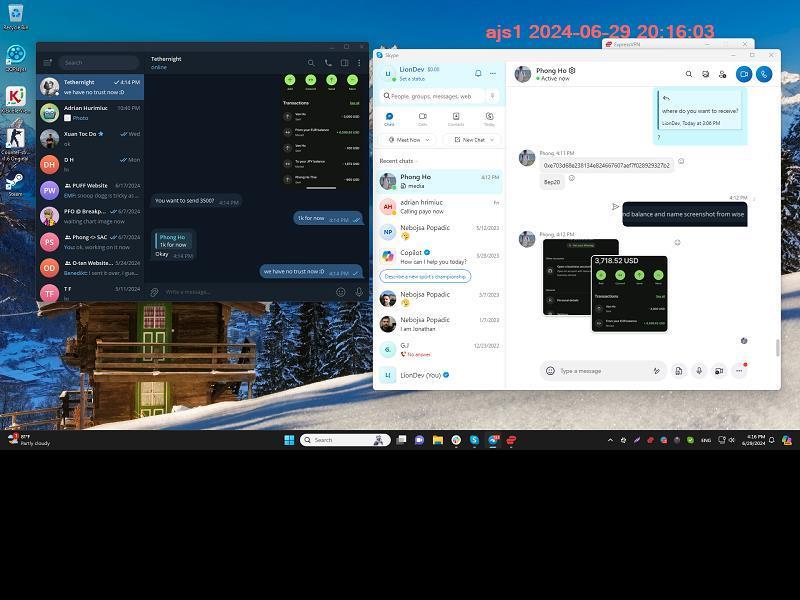 ajs1 2024-06-29 20:16:03
Recycle Bin
Steam
Search
Tethernight
4:14 PM
we have no trust now :D
Adrian Hurimiuc
10:40 PM
Photo
Xuan Toc Do
Wed
ok
D H
Mon
PUFF Website
6/17/2024
EMP: snoop dogg is tricky as ...
PFO @ Breakp...
6/7/2024
waiting chart image now
Phong <> SAC
6/7/2024
You: ok, working on it now
O-ten Website...
5/24/2024
Benedikt: I sent it over, I gue...
T F
5/11/2024
Tethernight
online
Transactions
See all
You want to send 3500?
4:14 PM
1k for now
4:14 PM
Phong Ho
1k for now
Okay
4:14 PM
we have no trust now :D
4:14 PM
Write a message...
ExpressVPN
Skype
LionDev
$0.00
Set a status
People, groups, messages, web
Chats
Calls
Contacts
Today
Meet Now
New Chat
Recent chats
Phong Ho
4:12 PM
media
adrian hrimiuc
Fri
Calling payo now
Nebojsa Popadic
5/12/2023
Copilot
3/28/2023
How can I help you today?
Describe a new sport's championship
Nebojsa Popadic
3/7/2023
Nebojsa Popadic
1/7/2023
I am Jonathan
G.J
12/23/2022
No answer
LionDev (You)
Phong Ho
Active now
where do you want to receive?
LionDev, Today at 3:06 PM
?
Phong, 4:11 PM
Bep20
4:12 PM
nd balance and name screenshot from wise
Phong, 4:12 PM
3,718.52 USD
Transactions
See all
Type a message
87°F
Partly cloudy
Search
ENG
4:16 PM
6/29/2024